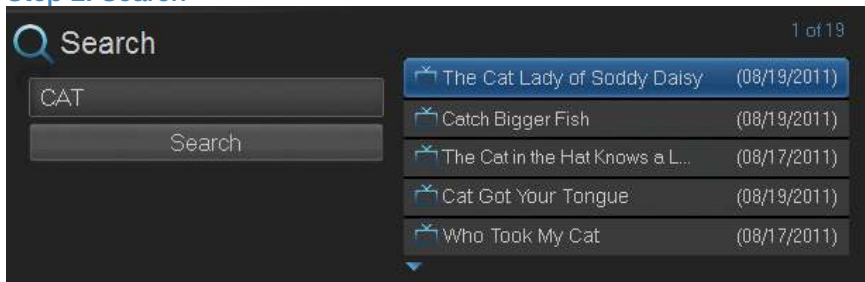 Search
1 of 19
CAT
Search
The Cat Lady of Soddy Daisy (08/19/2011)
Catch Bigger Fish (08/19/2011)
The Cat in the Hat Knows a L... (08/17/2011)
Cat Got Your Tongue (08/19/2011)
Who Took My Cat (08/17/2011)